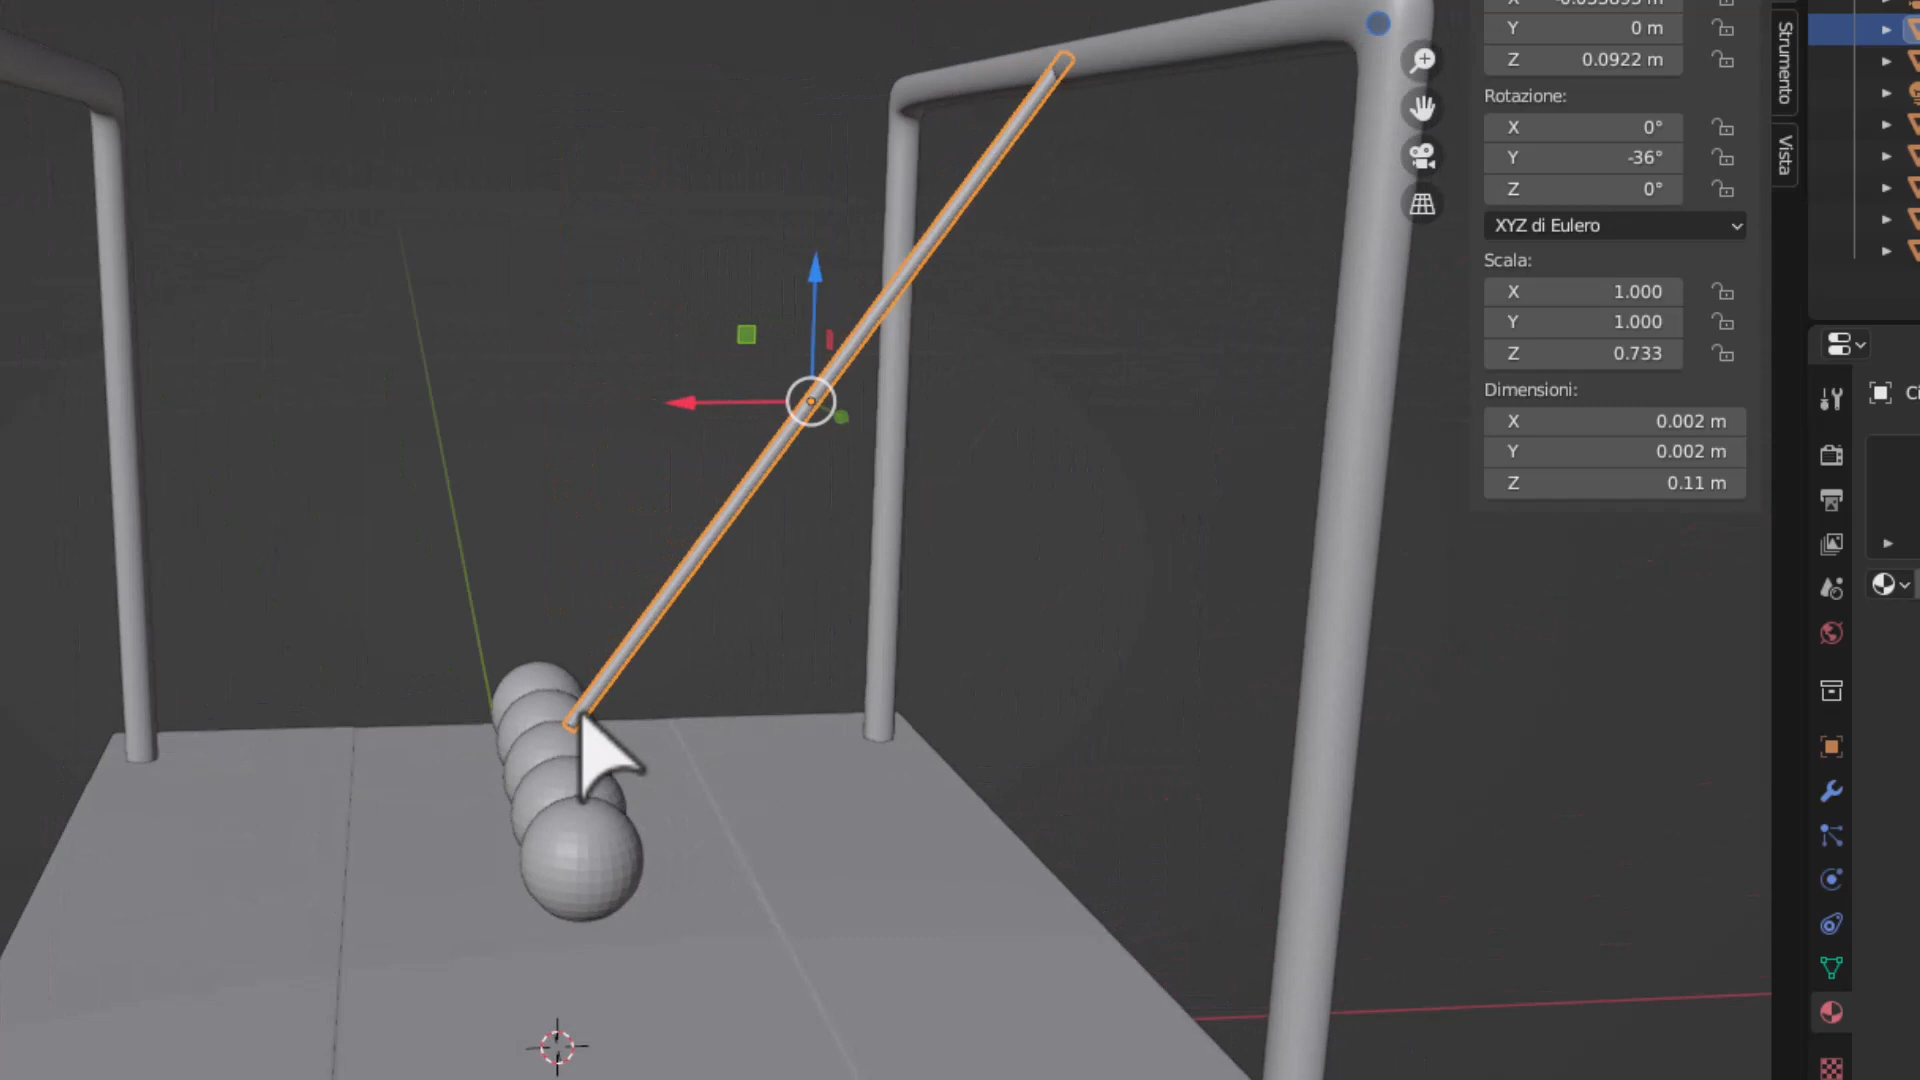 Y 0 m
Z 0.0922 m
Rotazione:
X 0°
Y -36°
Z 0°
XYZ di Eulero
Scala:
X 1.000
Y 1.000
Z 0.733
Dimensioni:
X 0.002 m
Y 0.002 m
Z 0.11 m
Strumento
Vista